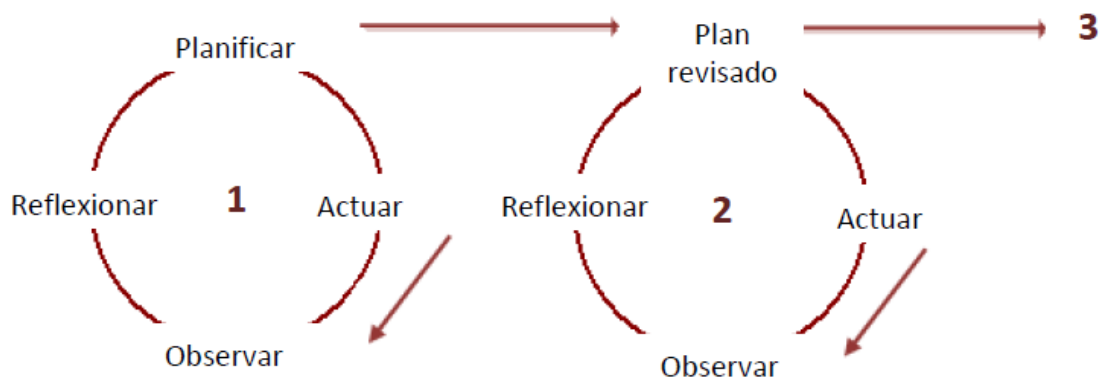 Planificar
Reflexionar
1
Actuar
Observar
Plan
revisado
Reflexionar
2
Actuar
Observar
3